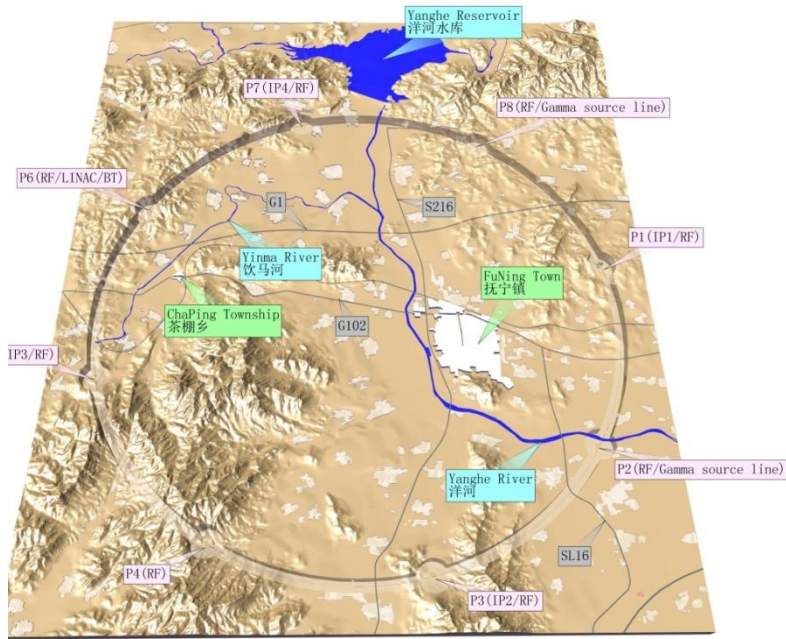 Yanghe Reservoir
洋河水库
P7(IP4/RF)
P8(RF/Gamma source line)
P6(RF/LINAC/BT)
G1
S216
P1(IP1/RF)
Yinma River
饮马河
FuNing Town
抚宁镇
ChaPing Township
茶棚乡
G102
IP3/RF)
P2(RF/Gamma source line)
Yanghe River
洋河
SL16
P4(RF)
P3(IP2/RF)